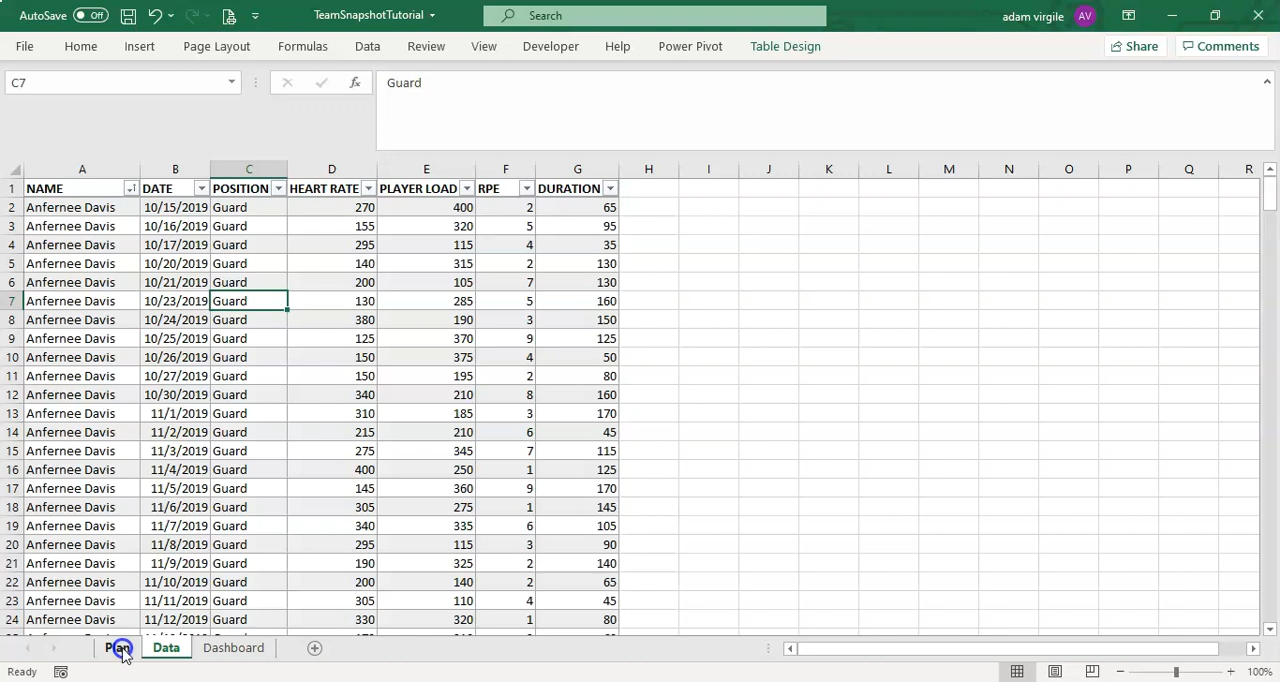 AutoSave Off TeamSnapshotTutorial Search adam virgile AV
File Home Insert Page Layout Formulas Data Review View Developer Help Power Pivot Table Design Share Comments
C7 fx Guard
A B C D E F G H I J K L M N O P Q R
1 NAME DATE POSITION HEART RATE PLAYER LOAD RPE DURATION
2 Anfernee Davis 10/15/2019 Guard 270 400 2 65
3 Anfernee Davis 10/16/2019 Guard 155 320 5 95
4 Anfernee Davis 10/17/2019 Guard 295 115 4 35
5 Anfernee Davis 10/20/2019 Guard 140 315 2 130
6 Anfernee Davis 10/21/2019 Guard 200 105 7 130
7 Anfernee Davis 10/23/2019 Guard 130 285 5 160
8 Anfernee Davis 10/24/2019 Guard 380 190 3 150
9 Anfernee Davis 10/25/2019 Guard 125 370 9 125
10 Anfernee Davis 10/26/2019 Guard 150 375 4 50
11 Anfernee Davis 10/27/2019 Guard 150 195 2 80
12 Anfernee Davis 10/30/2019 Guard 340 210 8 160
13 Anfernee Davis 11/1/2019 Guard 310 185 3 170
14 Anfernee Davis 11/2/2019 Guard 215 210 6 45
15 Anfernee Davis 11/3/2019 Guard 275 345 7 115
16 Anfernee Davis 11/4/2019 Guard 400 250 1 125
17 Anfernee Davis 11/5/2019 Guard 145 360 9 170
18 Anfernee Davis 11/6/2019 Guard 305 275 1 145
19 Anfernee Davis 11/7/2019 Guard 340 335 6 105
20 Anfernee Davis 11/8/2019 Guard 295 115 3 90
21 Anfernee Davis 11/9/2019 Guard 190 325 2 140
22 Anfernee Davis 11/10/2019 Guard 200 140 2 65
23 Anfernee Davis 11/11/2019 Guard 305 110 4 45
24 Anfernee Davis 11/12/2019 Guard 330 320 1 80
Plan Data Dashboard
Ready 100%